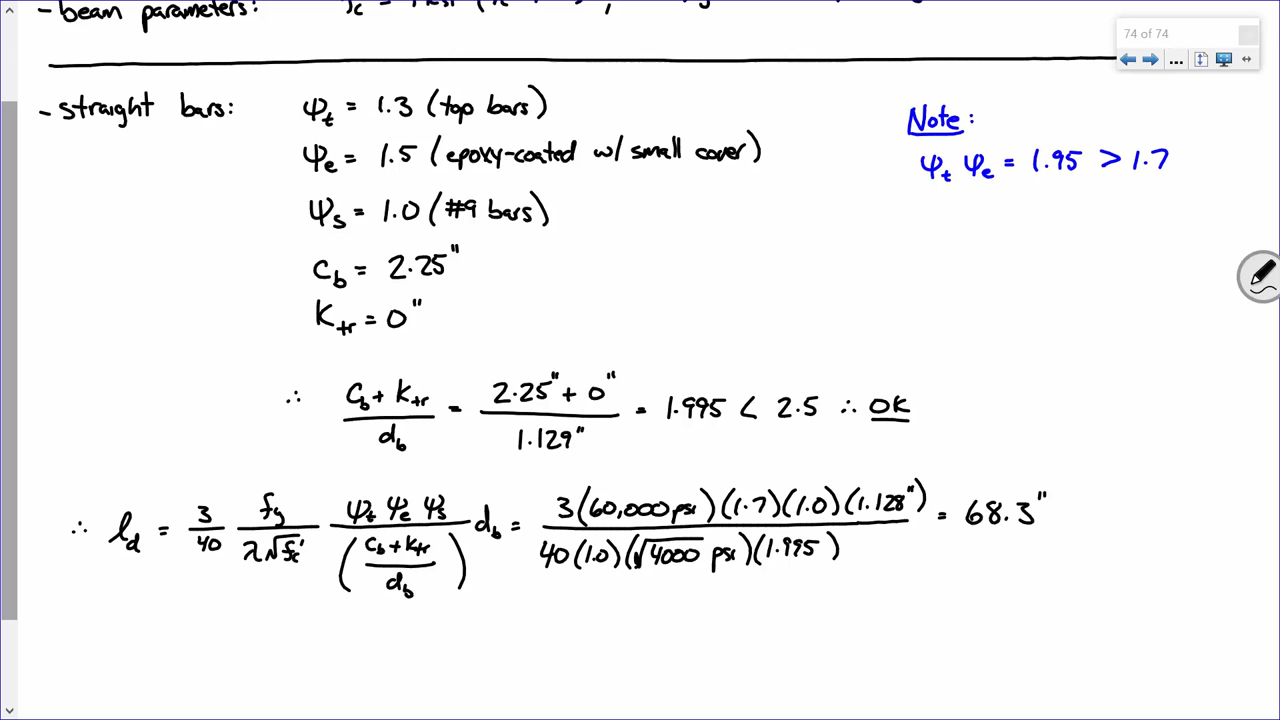 - beam parameters:
74 of 74
- straight bars: ψt = 1.3 (top bars)
Note:
ψe = 1.5 (epoxy-coated w/ small cover)
ψt ψe = 1.95 > 1.7
ψs = 1.0 (#9 bars)
cb = 2.25"
Ktr = 0"
∴ (cb + Ktr)/db = (2.25" + 0")/1.129" = 1.995 < 2.5 ∴ OK
∴ ld = 3/40 fy/(λ√fc') (ψt ψe ψs)/((cb + Ktr)/db) db = 3(60,000 psi)(1.7)(1.0)(1.128")/(40(1.0)(√4000 psi)(1.995)) = 68.3"